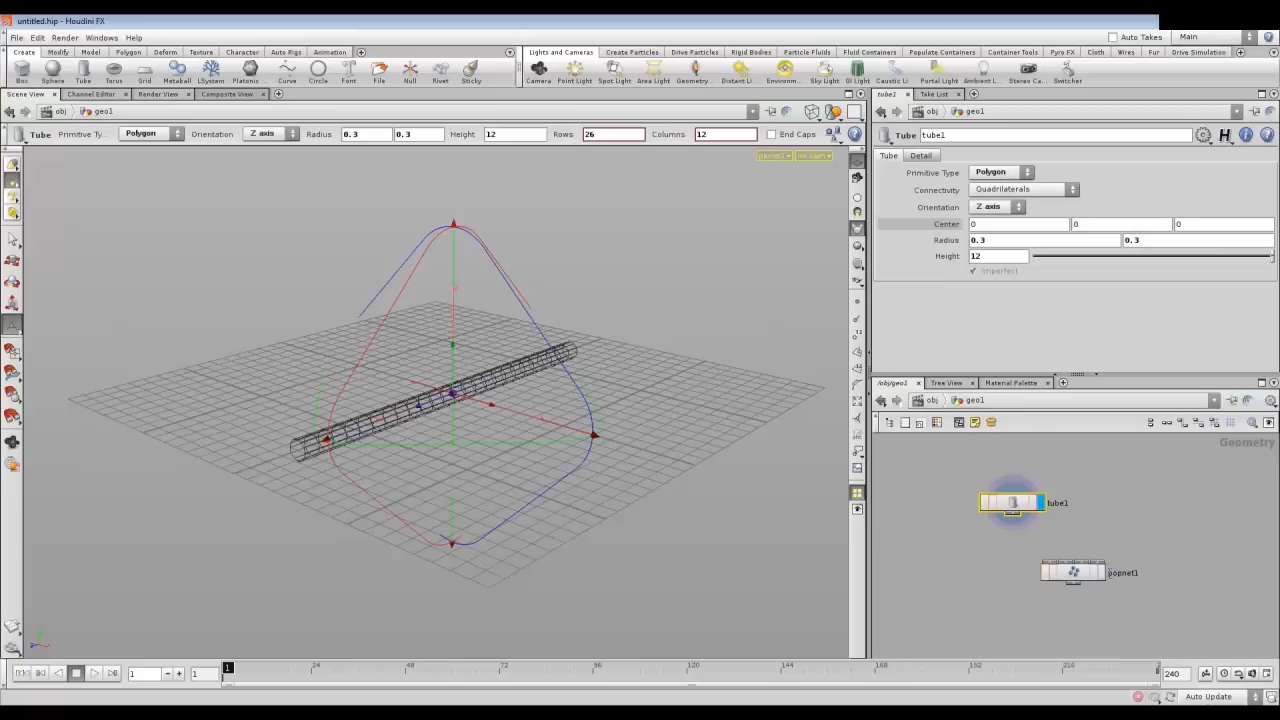 untitled.hip - Houdini FX
File Edit Render Windows Help
Auto Takes Main
Create Modify Model Polygon Deform Texture Character Auto Rigs Animation
Lights and Cameras Create Particles Drive Particles Rigid Bodies Particle Fluids Fluid Containers Populate Containers Container Tools Pyro FX Cloth Wires Fur Drive Simulation
Box Sphere Tube Torus Grid Metaball LSystem Platonic ... Curve Circle Font File Null Rivet Sticky
Camera Point Light Spot Light Area Light Geometry... Distant Li... Environm... Sky Light GI Light Caustic Li... Portal Light Ambient Li... Stereo Ca... Switcher
Scene View Channel Editor Render View Composite View
obj geo1
Tube Primitive Ty... Polygon Orientation Z axis Radius 0.3 0.3 Height 12 Rows 26 Columns 12 End Caps
persp1 no cam
tube1 Take List
obj geo1
Tube tube1
Tube Detail
Primitive Type Polygon
Connectivity Quadrilaterals
Orientation Z axis
Center 0 0 0
Radius 0.3 0.3
Height 12
Imperfect
/obj/geo1 Tree View Material Palette
obj geo1
Geometry
tube1
popnet1
1 1 1 24 48 72 96 120 144 168 192 216 2 240
Auto Update